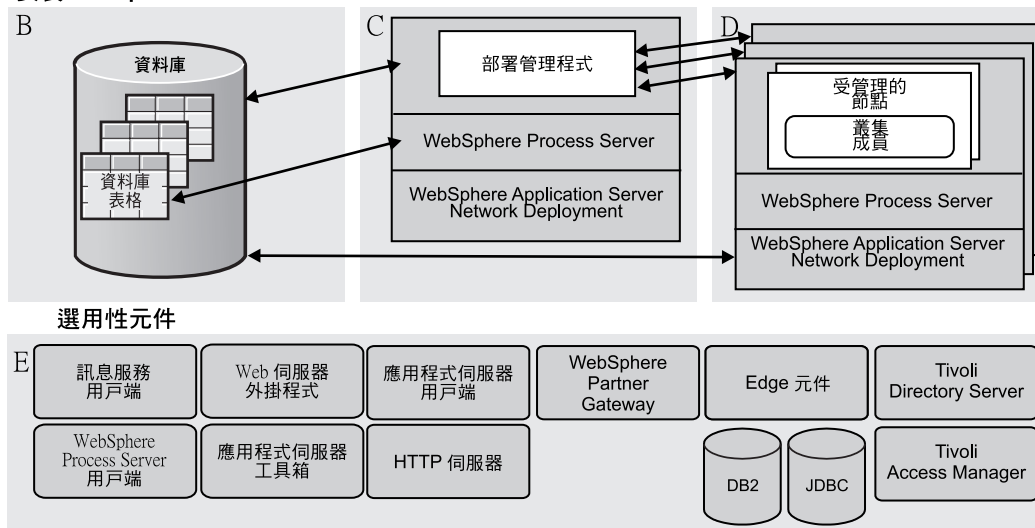 B
資料庫
資料庫
表格
C
部署管理程式
WebSphere Process Server
WebSphere Application Server
Network Deployment
D
受管理的
節點
叢集
成員
WebSphere Process Server
WebSphere Application Server
Network Deployment
選用性元件
E
訊息服務
用戶端
Web 伺服器
外掛程式
應用程式伺服器
用戶端
WebSphere
Partner
Gateway
Edge 元件
Tivoli
Directory Server
WebSphere
Process Server
用戶端
應用程式伺服器
工具箱
HTTP 伺服器
DB2
JDBC
Tivoli
Access Manager